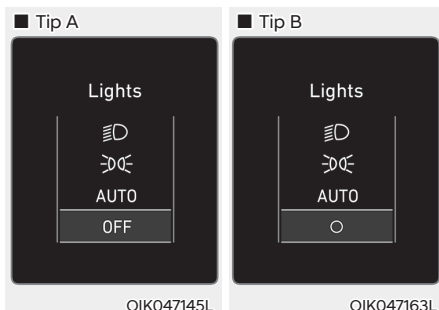 ■ Tip A
Lights
AUTO
OFF
OIK047145L
■ Tip B
Lights
AUTO
OIK047163L